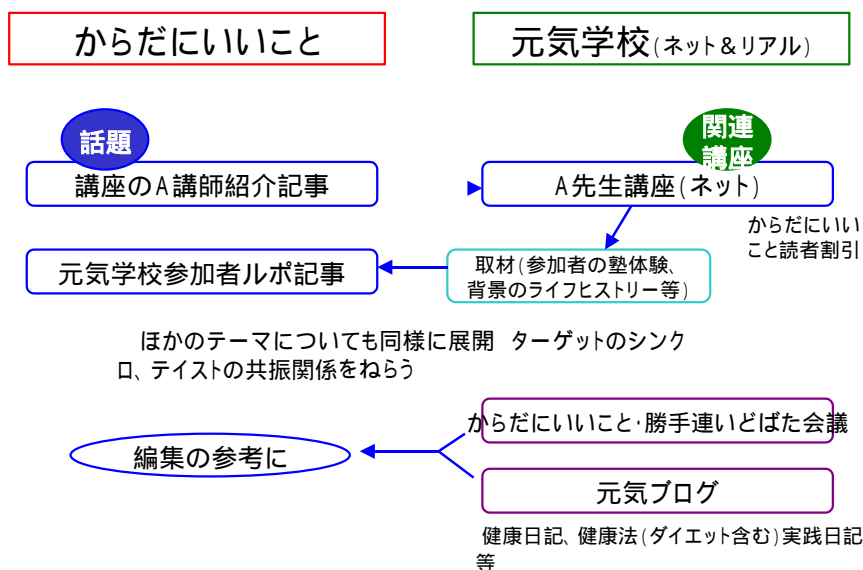 からだにいいこと
元気学校(ネット＆リアル)
話題
関連
講座
講座のA講師紹介記事
A先生講座(ネット)
からだにいい
こと読者割引
元気学校参加者ルポ記事
取材(参加者の塾体験、
背景のライフヒストリー等)
ほかのテーマについても同様に展開 ターゲットのシンク
ロ、テイストの共振関係をねらう
からだにいいこと・勝手連いどばた会議
編集の参考に
元気ブログ
健康日記、健康法(ダイエット含む)実践日記
等